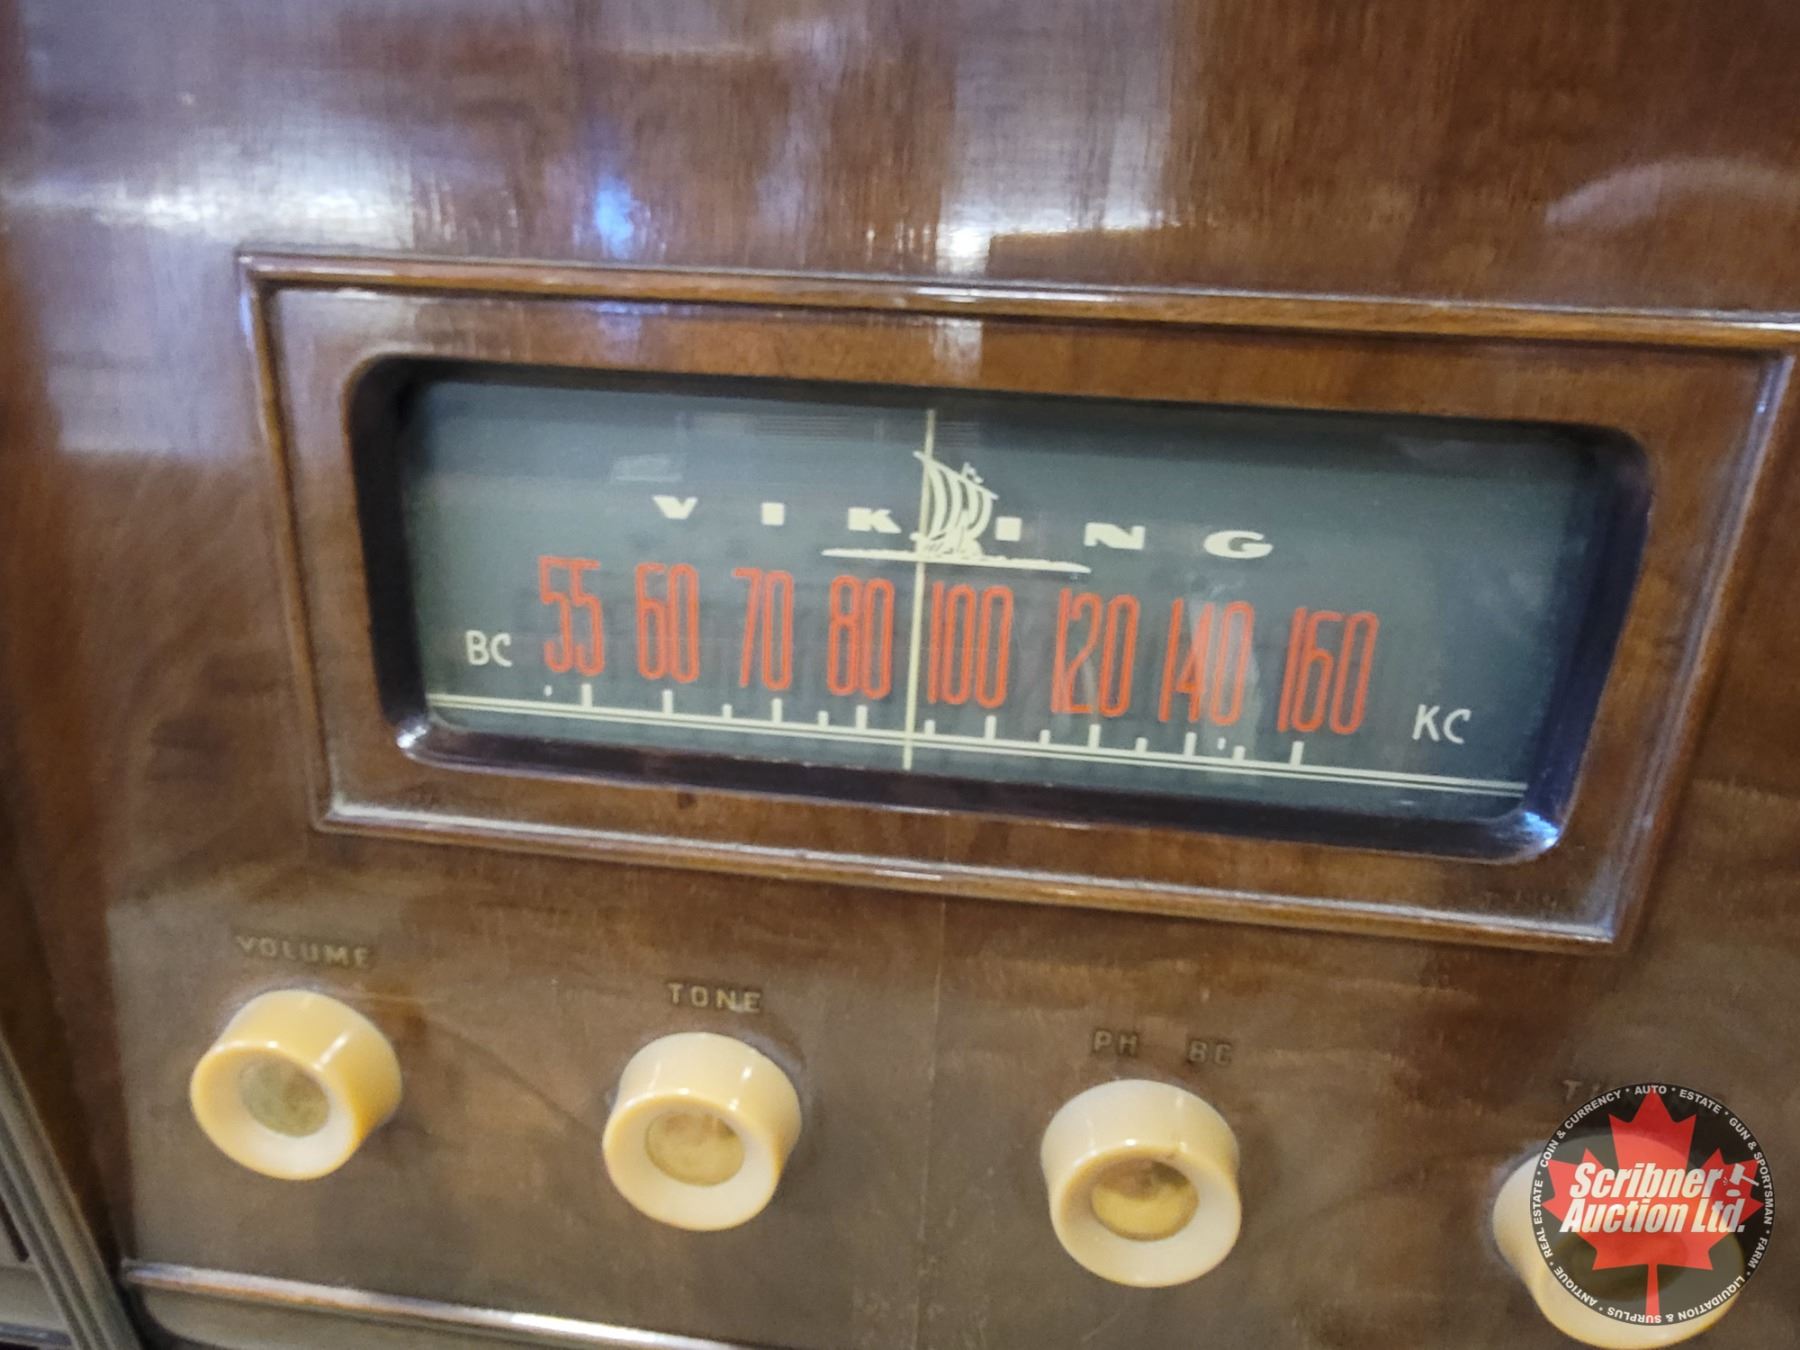 VIKING
BC 55 60 70 80 100 120 140 160 KC
VOLUME
TONE
PH BC
Scribner
Auction Ltd.
AUTO · ESTATE · GUN & SPORTSMAN · FARM · LIQUIDATION & SURPLUS · ANTIQUE · REAL ESTATE · COIN & CURRENCY ·